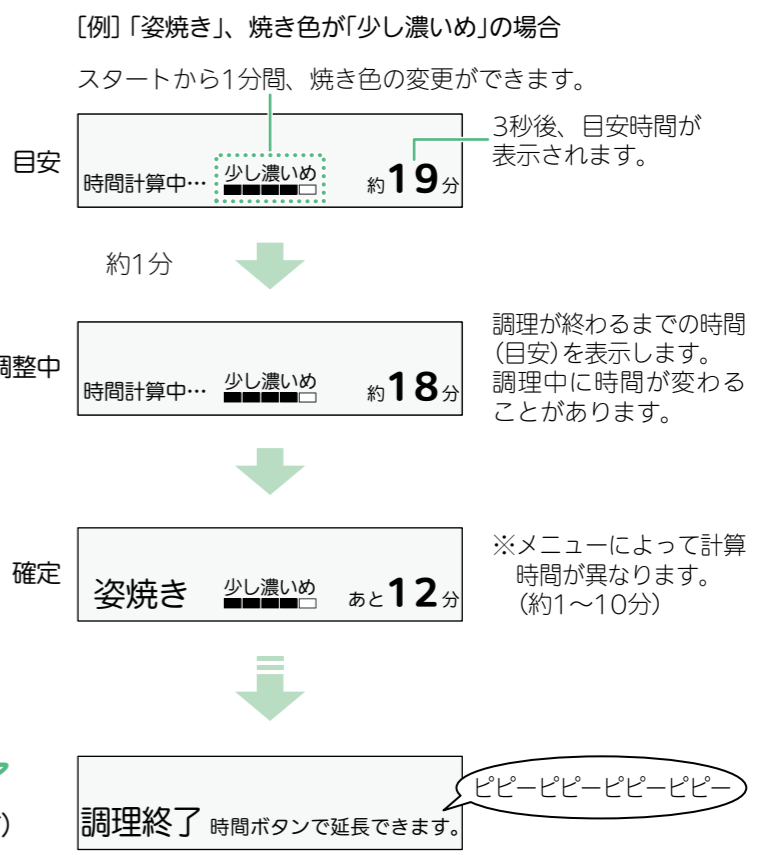 [例]「姿焼き」、焼き色が「少し濃いめ」の場合
スタートから1分間、焼き色の変更ができます。
目安
時間計算中… 少し濃いめ 約19分
3秒後、目安時間が
表示されます。
約1分
調整中
時間計算中… 少し濃いめ 約18分
調理が終わるまでの時間
(目安)を表示します。
調理中に時間が変わる
ことがあります。
確定
姿焼き 少し濃いめ あと12分
※メニューによって計算
時間が異なります。
(約1〜10分)
調理終了 時間ボタンで延長できます。
ピピーピピーピピーピピー